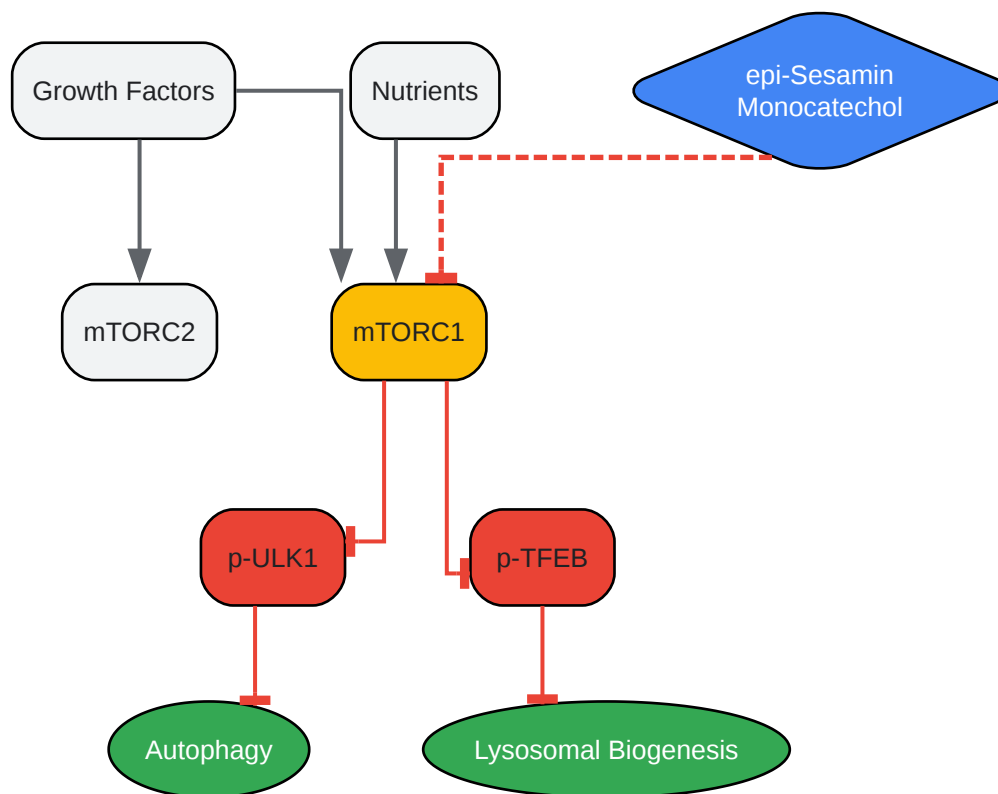 Growth Factors
Nutrients
epi-Sesamin
Monocatechol
mTORC2
mTORC1
p-ULK1
p-TFEB
Autophagy
Lysosomal Biogenesis